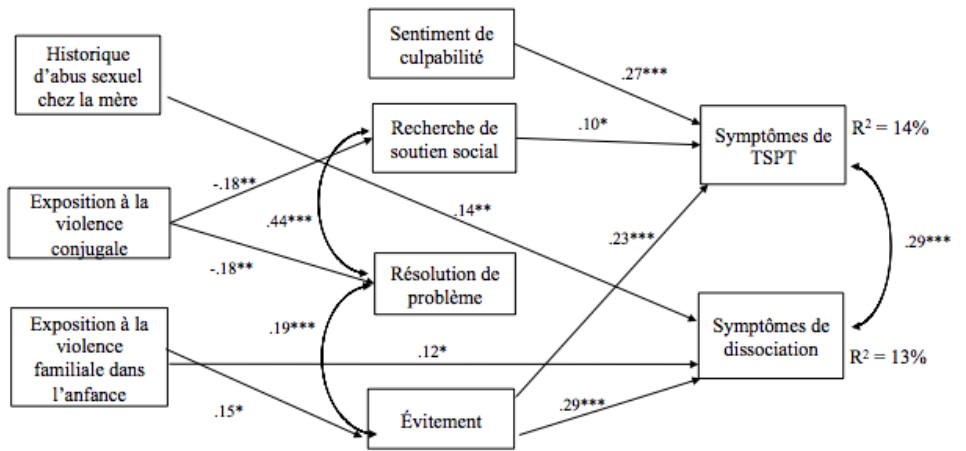 Historique
d'abus sexuel
chez la mère
Exposition à la
violence
conjugale
Exposition à la
violence
familiale dans
l'anfance
Sentiment de
culpabilité
Recherche de
soutien social
Résolution de
problème
Évitement
Symptômes de
TSPT
Symptômes de
dissociation
R² = 14%
R² = 13%
.27***
.10*
-.18**
.14**
.44***
.23***
.29***
-.18**
.19***
.12*
.15*
.29***